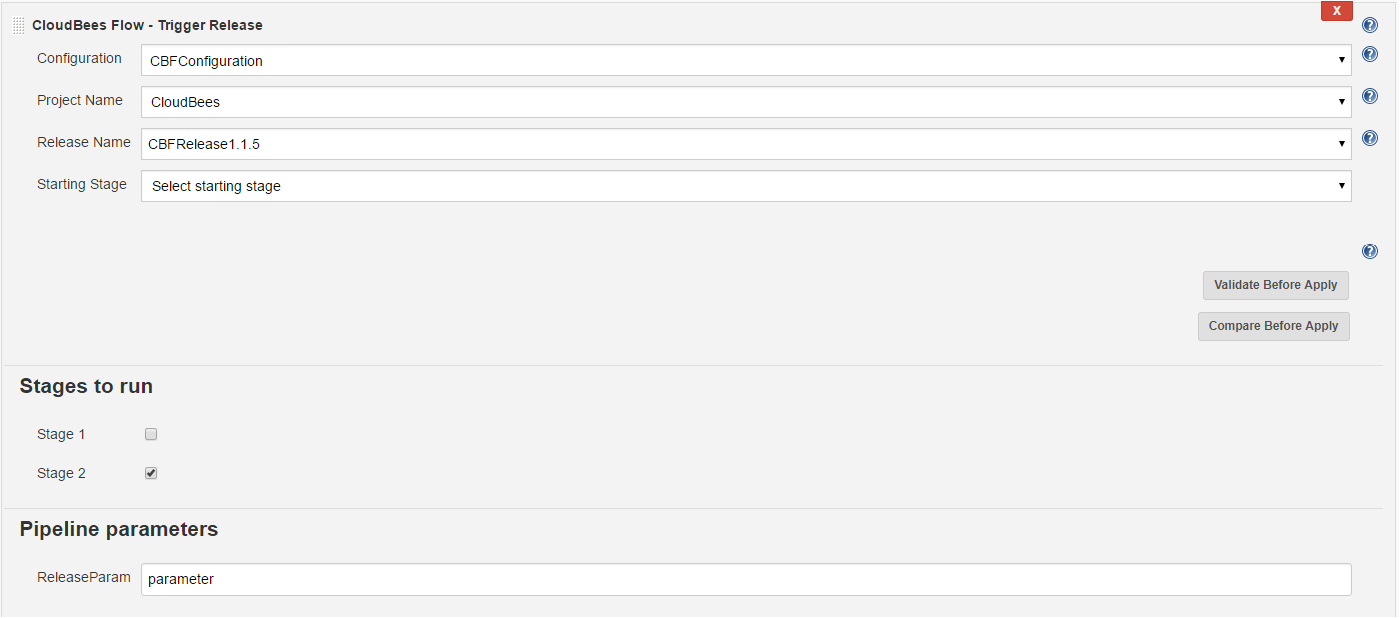 X
CloudBees Flow - Trigger Release ?
Configuration CBFConfiguration ?
Project Name CloudBees ?
Release Name CBFRelease1.1.5 ?
Starting Stage Select starting stage
?
Validate Before Apply
Compare Before Apply
Stages to run
Stage 1
Stage 2
Pipeline parameters
ReleaseParam parameter